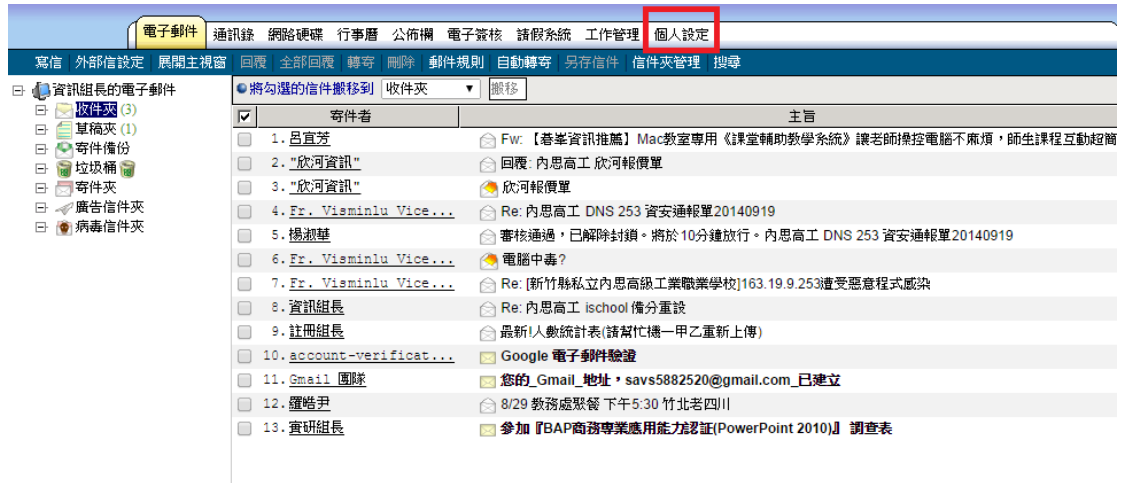 電子郵件 通訊錄 網路硬碟 行事曆 公佈欄 電子簽核 請假系統 工作管理 個人設定
寫信 外部信設定 展開主視窗 回覆 全部回覆 轉寄 刪除 郵件規則 自動轉寄 另存信件 信件夾管理 搜尋
資訊組長的電子郵件
收件夾 (3)
草稿夾 (1)
寄件備份
垃圾桶
寄件夾
廣告信件夾
病毒信件夾
將勾選的信件搬移到 收件夾 搬移
寄件者 主旨
1. 呂宜芳 Fw: 【碁峯資訊推薦】Mac教室專用《課堂輔助教學系統》讓老師操控電腦不麻煩，師生課程互動超簡
2. "欣河資訊" 回覆: 內思高工 欣河報價單
3. "欣河資訊" 欣河報價單
4. Fr. Visminlu Vice... Re: 內思高工 DNS 253 資安通報單20140919
5. 楊淑華 審核通過，已解除封鎖。將於10分鐘放行。內思高工 DNS 253 資安通報單20140919
6. Fr. Visminlu Vice... 電腦中毒?
7. Fr. Visminlu Vice... Re: [新竹縣私立內思高級工業職業學校]163.19.9.253遭受惡意程式感染
8. 資訊組長 Re: 內思高工 ischool 備分重設
9. 註冊組長 最新!人數統計表(請幫忙機一甲乙重新上傳)
10. account-verificat... Google 電子郵件驗證
11. Gmail 團隊 您的_Gmail_地址，savs5882520@gmail.com_已建立
12. 羅皓尹 8/29 教務處聚餐 下午5:30 竹北老四川
13. 實研組長 參加『BAP商務專業應用能力認証(PowerPoint 2010)』 調查表